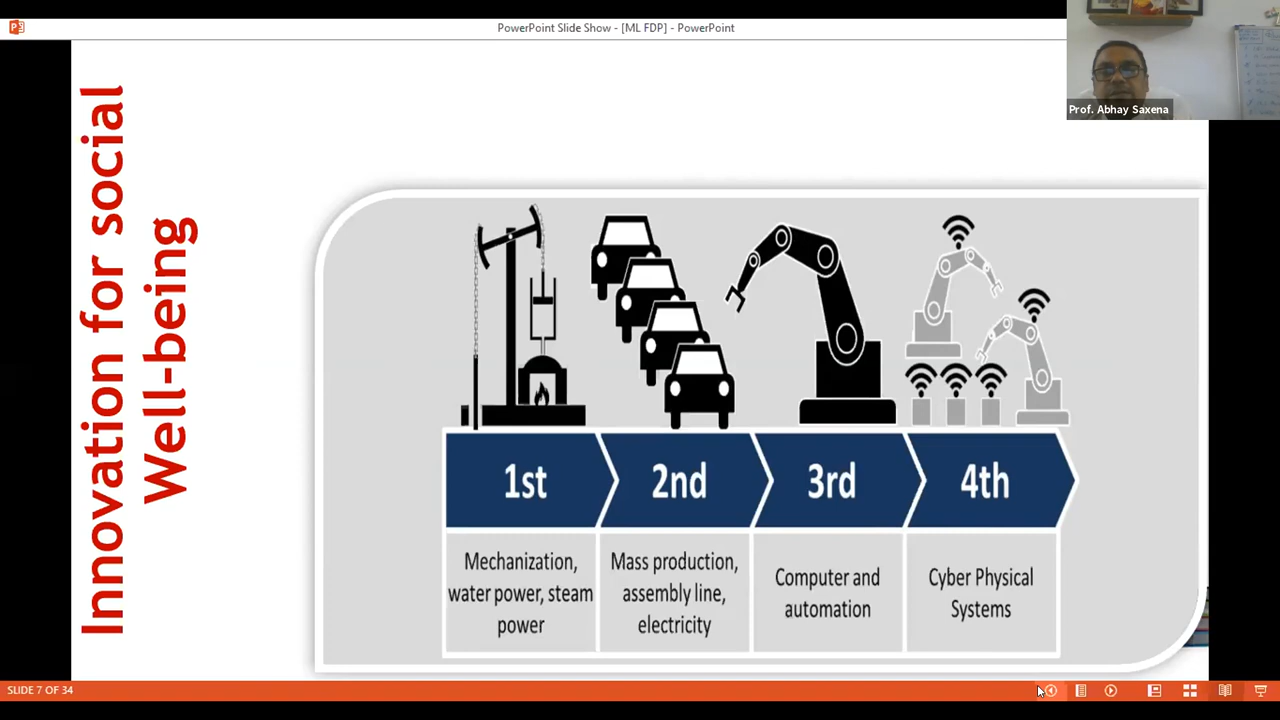 PowerPoint Slide Show - [ML FDP] - PowerPoint
Prof. Abhay Saxena
Innovation for social
Well-being
1st
2nd
3rd
4th
Mechanization,
water power, steam
power
Mass production,
assembly line,
electricity
Computer and
automation
Cyber Physical
Systems
SLIDE 7 OF 34